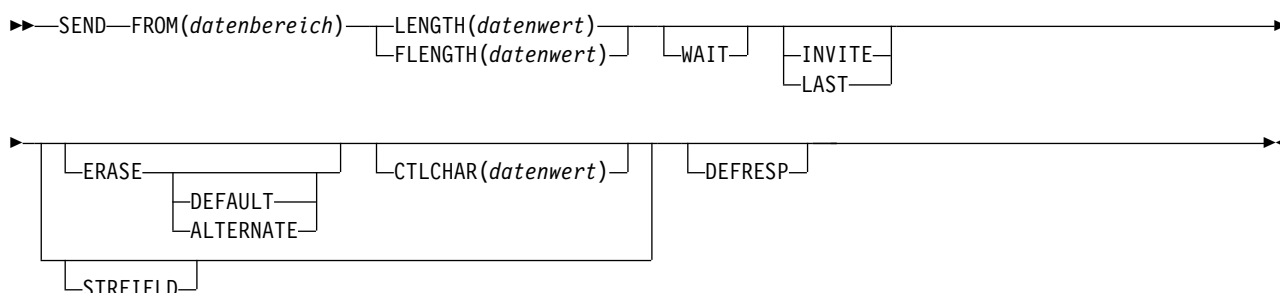 SEND FROM(datenbereich) LENGTH(datenwert)
FLENGTH(datenwert) WAIT INVITE
LAST
ERASE CTLCHAR(datenwert) DEFRESP
DEFAULT
ALTERNATE
STRFIELD